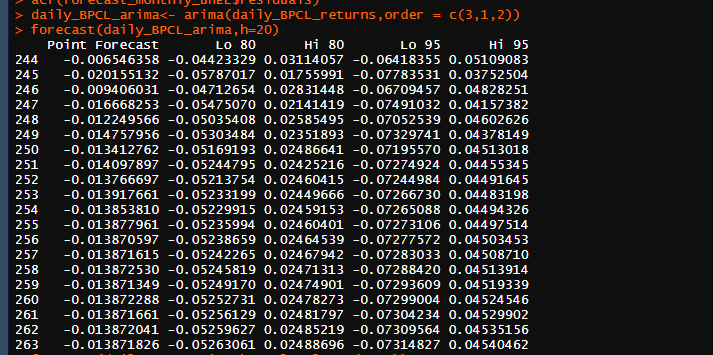 > daily_BPCL_arima<- arima(daily_BPCL_returns,order = c(3,1,2))
> forecast(daily_BPCL_arima,h=20)
    Point Forecast       Lo 80      Hi 80       Lo 95      Hi 95
244   -0.006546358 -0.04423329 0.03114057 -0.06418355 0.05109083
245   -0.020155132 -0.05787017 0.01755991 -0.07783531 0.03752504
246   -0.009406031 -0.04712654 0.02831448 -0.06709457 0.04828251
247   -0.016668253 -0.05475070 0.02141419 -0.07491032 0.04157382
248   -0.012249566 -0.05035408 0.02585495 -0.07052539 0.04602626
249   -0.014757956 -0.05303484 0.02351893 -0.07329741 0.04378149
250   -0.013412762 -0.05169193 0.02486641 -0.07195570 0.04513018
251   -0.014097897 -0.05244795 0.02425216 -0.07274924 0.04455345
252   -0.013766697 -0.05213754 0.02460415 -0.07244984 0.04491645
253   -0.013917661 -0.05233199 0.02449666 -0.07266730 0.04483198
254   -0.013853810 -0.05229915 0.02459153 -0.07265088 0.04494326
255   -0.013877961 -0.05235994 0.02460401 -0.07273106 0.04497514
256   -0.013870597 -0.05238659 0.02464539 -0.07277572 0.04503453
257   -0.013871615 -0.05242265 0.02467942 -0.07283033 0.04508710
258   -0.013872530 -0.05245819 0.02471313 -0.07288420 0.04513914
259   -0.013871349 -0.05249170 0.02474901 -0.07293609 0.04519339
260   -0.013872288 -0.05252731 0.02478273 -0.07299004 0.04524546
261   -0.013871661 -0.05256129 0.02481797 -0.07304234 0.04529902
262   -0.013872041 -0.05259627 0.02485219 -0.07309564 0.04535156
263   -0.013871826 -0.05263061 0.02488696 -0.07314827 0.04540462